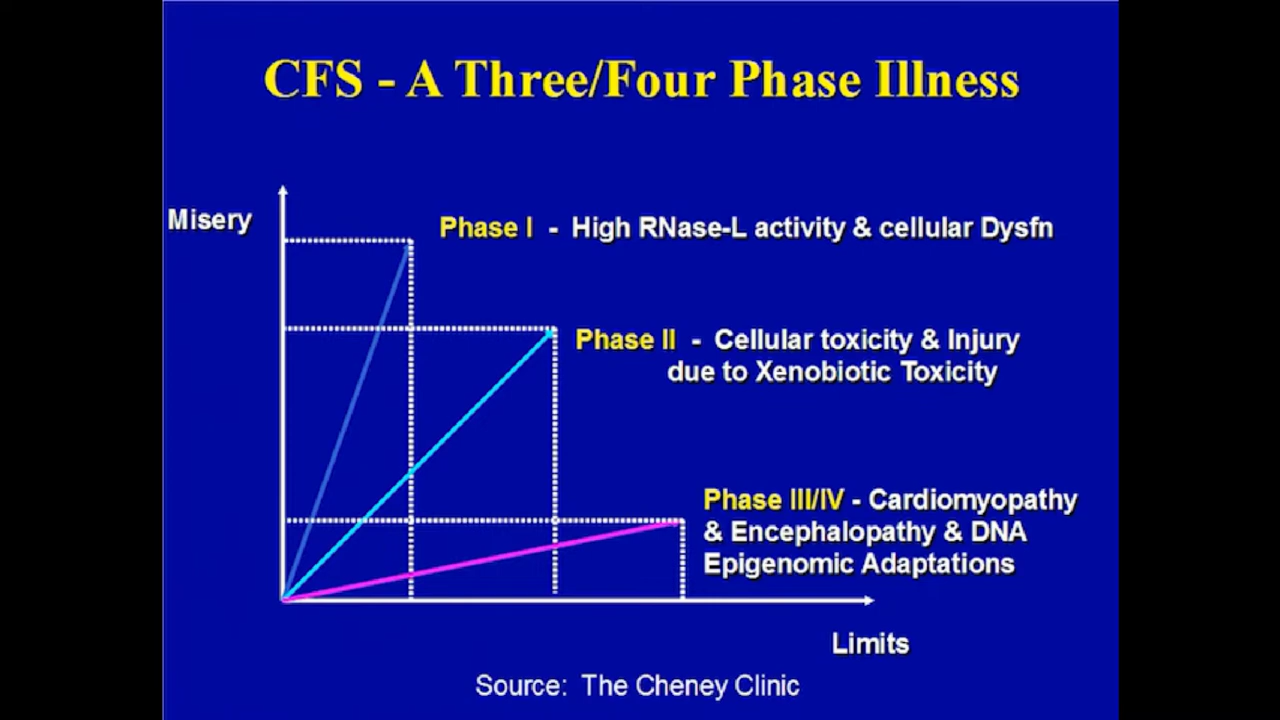 CFS - A Three/Four Phase Illness
Misery
Phase I - High RNase-L activity & cellular Dysfn
Phase II - Cellular toxicity & Injury
due to Xenobiotic Toxicity
Phase III/IV - Cardiomyopathy
& Encephalopathy & DNA
Epigenomic Adaptations
Limits
Source: The Cheney Clinic